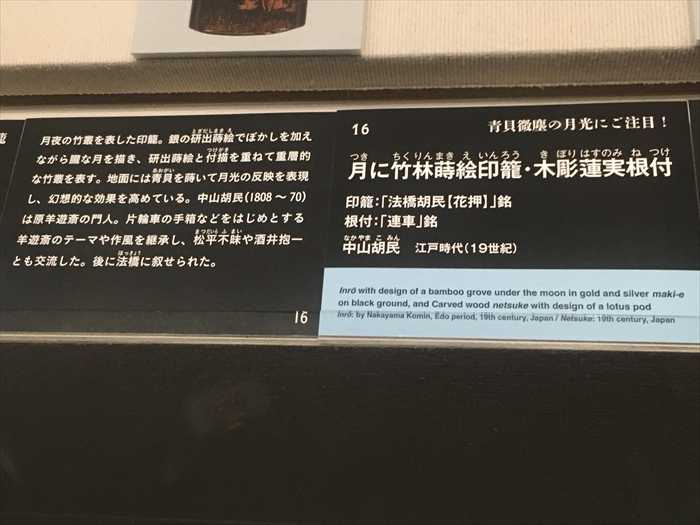 龍
月夜の竹叢を表した印籠。銀の研出蒔絵でぼかしを加え
ながら朧な月を描き、研出蒔絵と付描を重ねて重層的
な竹叢を表す。地面には青貝を蒔いて月光の反映を表現
し、幻想的な効果を高めている。中山胡民(1808〜70)
は原羊遊斎の門人。片輪車の手箱などをはじめとする
羊遊斎のテーマや作風を継承し、松平不昧や酒井抱一
とも交流した。後に法橋に叙せられた。
16
16 青貝微塵の月光にご注目!
月に竹林蒔絵印籠・木彫蓮実根付
印籠:「法橋胡民【花押】」銘
根付:「連車」銘
中山胡民 江戸時代(19世紀)
Inrō with design of a bamboo grove under the moon in gold and silver maki-e
on black ground, and Carved wood netsuke with design of a lotus pod
Inrō: by Nakayama Komin, Edo period, 19th century, Japan / Netsuke: 19th century, Japan